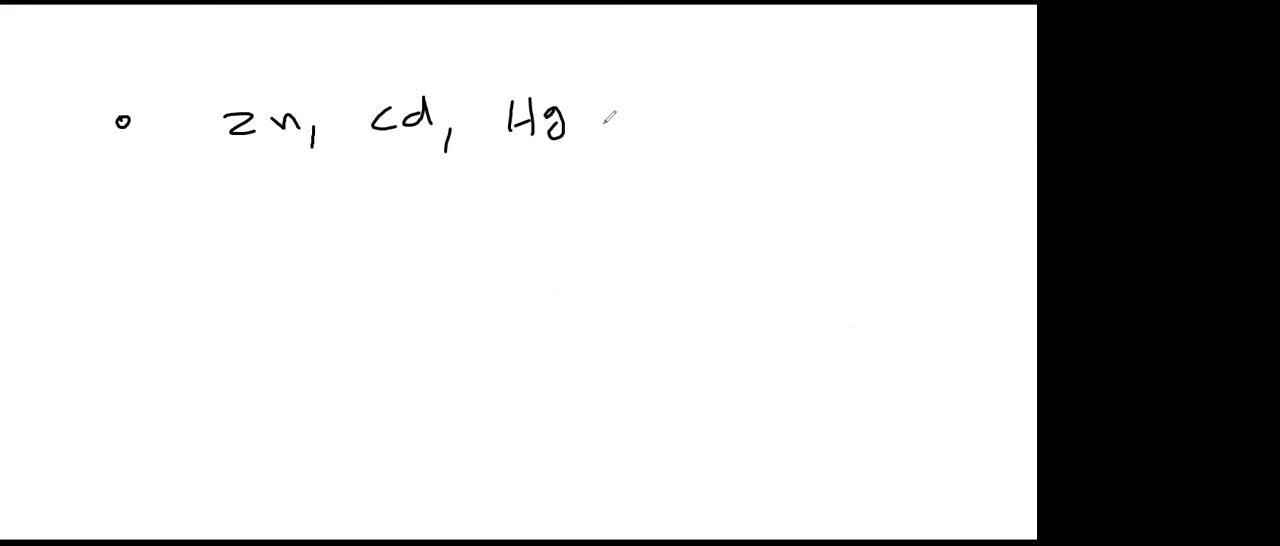 ∘ Zn, Cd, Hg